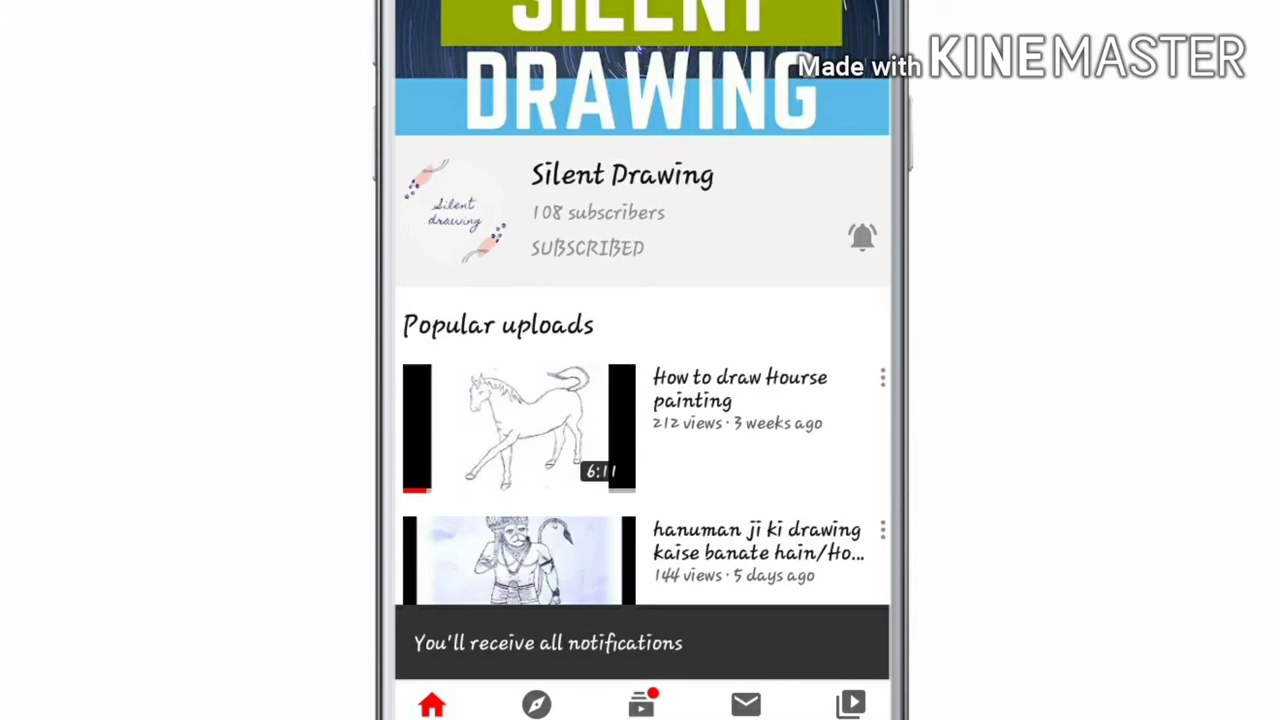 SILENT
DRAWING
Made with KINEMASTER
Silent
drawing
Silent Drawing
108 subscribers
SUBSCRIBED
Popular uploads
How to draw Hourse
painting
212 views · 3 weeks ago
6:11
hanuman ji ki drawing
kaise banate hain/Ho...
144 views · 5 days ago
You'll receive all notifications